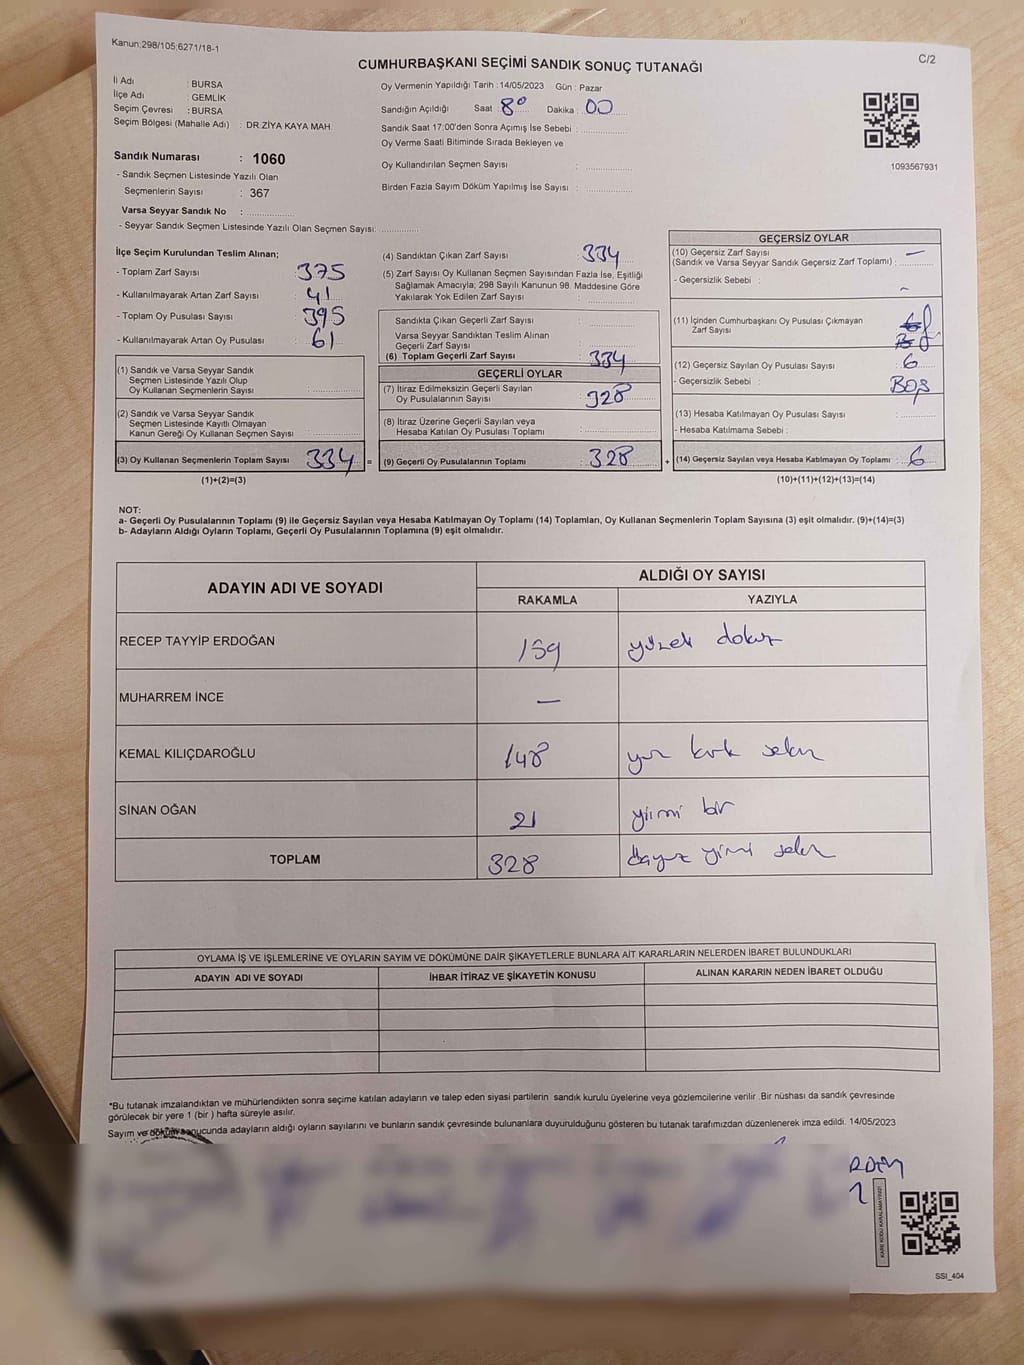 Kanun;298/105;6271/18-1
C/2
CUMHURBAŞKANI SEÇİMİ SANDIK SONUÇ TUTANAĞI
İl Adı : BURSA
İlçe Adı : GEMLİK
Seçim Çevresi : BURSA
Seçim Bölgesi (Mahalle Adı) : DR.ZİYA KAYA MAH.
Sandık Numarası : 1060
- Sandık Seçmen Listesinde Yazılı Olan
Seçmenlerin Sayısı : 367
Varsa Seyyar Sandık No : ................
- Seyyar Sandık Seçmen Listesinde Yazılı Olan Seçmen Sayısı: ............
Oy Vermenin Yapıldığı Tarih : 14/05/2023 Gün : Pazar
Sandığın Açıldığı Saat 8⁰ Dakika : 00
Sandık Saat 17:00'den Sonra Açımış İse Sebebi : ................
Oy Verme Saati Bitiminde Sırada Bekleyen ve
Oy Kullandırılan Seçmen Sayısı : ................
Birden Fazla Sayım Döküm Yapılmış İse Sayısı : ................
1093567931
İlçe Seçim Kurulundan Teslim Alınan;
- Toplam Zarf Sayısı : 375
- Kullanılmayarak Artan Zarf Sayısı : 41
- Toplam Oy Pusulası Sayısı : 395
- Kullanılmayarak Artan Oy Pusulası : 61
(1) Sandık ve Varsa Seyyar Sandık
Seçmen Listesinde Yazılı Olup
Oy Kullanan Seçmenlerin Sayısı : ................
(2) Sandık ve Varsa Seyyar Sandık
Seçmen Listesinde Kayıtlı Olmayan
Kanun Gereği Oy Kullanan Seçmen Sayısı : ................
(3) Oy Kullanan Seçmenlerin Toplam Sayısı 334 =
(1)+(2)=(3)
(4) Sandıktan Çıkan Zarf Sayısı : 334
(5) Zarf Sayısı Oy Kullanan Seçmen Sayısından Fazla İse, Eşitliği
Sağlamak Amacıyla; 298 Sayılı Kanunun 98. Maddesine Göre
Yakılarak Yok Edilen Zarf Sayısı : ................
Sandıkta Çıkan Geçerli Zarf Sayısı : ................
Varsa Seyyar Sandıktan Teslim Alınan
Geçerli Zarf Sayısı : ................
(6) Toplam Geçerli Zarf Sayısı : 334
GEÇERLİ OYLAR
(7) İtiraz Edilmeksizin Geçerli Sayılan
Oy Pusulalarının Sayısı : 328
(8) İtiraz Üzerine Geçerli Sayılan veya
Hesaba Katılan Oy Pusulası Toplamı : ................
(9) Geçerli Oy Pusulalarının Toplamı : 328 +
GEÇERSİZ OYLAR
(10) Geçersiz Zarf Sayısı —
(Sandık ve Varsa Seyyar Sandık Geçersiz Zarf Toplamı) : ........
- Geçersizlik Sebebi : -
(11) İçinden Cumhurbaşkanı Oy Pusulası Çıkmayan
Zarf Sayısı
(12) Geçersiz Sayılan Oy Pusulası Sayısı : 6
- Geçersizlik Sebebi : BOŞ
(13) Hesaba Katılmayan Oy Pusulası Sayısı : ........
- Hesaba Katılmama Sebebi :
(14) Geçersiz Sayılan veya Hesaba Katılmayan Oy Toplamı : 6
(10)+(11)+(12)+(13)=(14)
NOT:
a- Geçerli Oy Pusulalarının Toplamı (9) ile Geçersiz Sayılan veya Hesaba Katılmayan Oy Toplamı (14) Toplamları, Oy Kullanan Seçmenlerin Toplam Sayısına (3) eşit olmalıdır. (9)+(14)=(3)
b- Adayların Aldığı Oyların Toplamı, Geçerli Oy Pusulalarının Toplamına (9) eşit olmalıdır.
ADAYIN ADI VE SOYADI ALDIĞI OY SAYISI
RAKAMLA YAZIYLA
RECEP TAYYİP ERDOĞAN 159 yüzelli dokuz
MUHARREM İNCE —
KEMAL KILIÇDAROĞLU 148 yüz kırk sekiz
SİNAN OĞAN 21 yirmi bir
TOPLAM 328 üçyüz yirmi sekiz
OYLAMA İŞ VE İŞLEMLERİNE VE OYLARIN SAYIM VE DÖKÜMÜNE DAİR ŞİKAYETLERLE BUNLARA AİT KARARLARIN NELERDEN İBARET BULUNDUKLARI
ADAYIN ADI VE SOYADI İHBAR İTİRAZ VE ŞİKAYETİN KONUSU ALINAN KARARIN NEDEN İBARET OLDUĞU
*Bu tutanak imzalandıktan ve mühürlendikten sonra seçime katılan adayların ve talep eden siyasi partilerin sandık kurulu üyelerine veya gözlemcilerine verilir .Bir nüshası da sandık çevresinde
görülecek bir yere 1 (bir ) hafta süreyle asılır.
Sayım ve döküm sonucunda adayların aldığı oyların sayılarını ve bunların sandık çevresinde bulunanlara duyurulduğunu gösteren bu tutanak tarafımızdan düzenlenerek imza edildi. 14/05/2023
KARE KODU KARALAMAYINIZ!
SSI_404